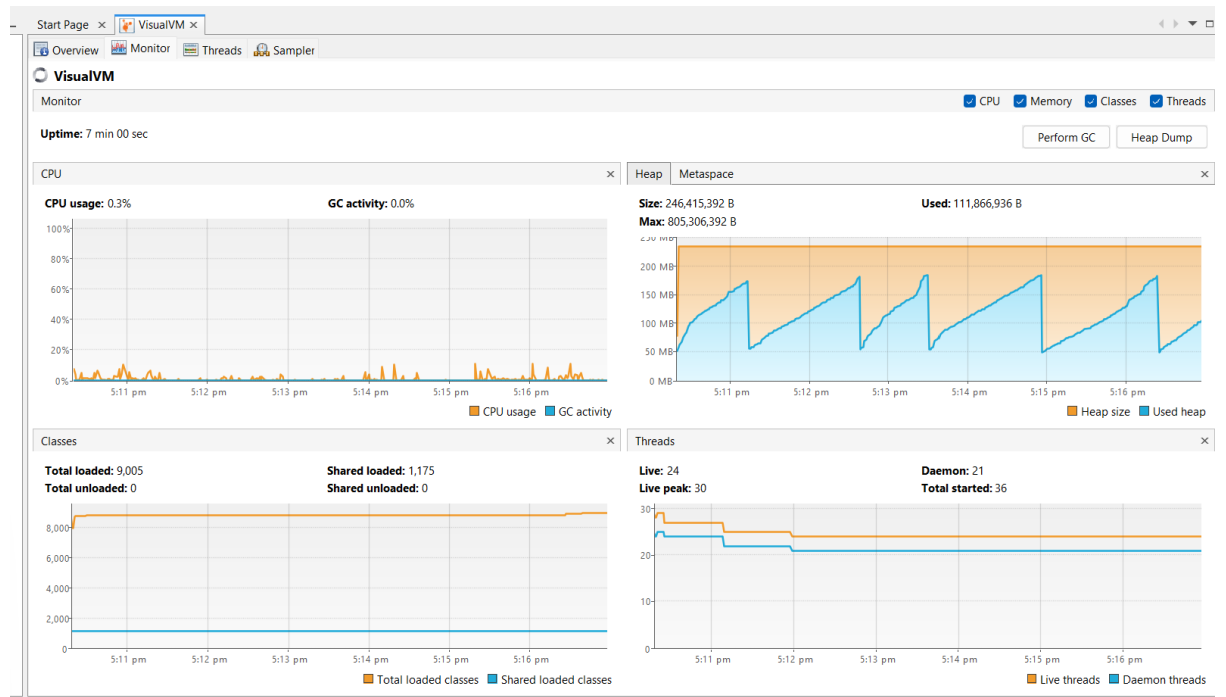 Start Page VisualVM
Overview Monitor Threads Sampler
VisualVM
Monitor CPU Memory Classes Threads
Uptime: 7 min 00 sec
Perform GC Heap Dump
CPU
CPU usage: 0.3% GC activity: 0.0%
100%
80%
60%
40%
20%
0%
5:11 pm 5:12 pm 5:13 pm 5:14 pm 5:15 pm 5:16 pm
CPU usage GC activity
Heap Metaspace
Size: 246,415,392 B Used: 111,866,936 B
Max: 805,306,392 B
250 MB
200 MB
150 MB
100 MB
50 MB
0 MB
5:11 pm 5:12 pm 5:13 pm 5:14 pm 5:15 pm 5:16 pm
Heap size Used heap
Classes
Total loaded: 9,005 Shared loaded: 1,175
Total unloaded: 0 Shared unloaded: 0
8,000
6,000
4,000
2,000
0
5:11 pm 5:12 pm 5:13 pm 5:14 pm 5:15 pm 5:16 pm
Total loaded classes Shared loaded classes
Threads
Live: 24 Daemon: 21
Live peak: 30 Total started: 36
30
20
10
0
5:11 pm 5:12 pm 5:13 pm 5:14 pm 5:15 pm 5:16 pm
Live threads Daemon threads